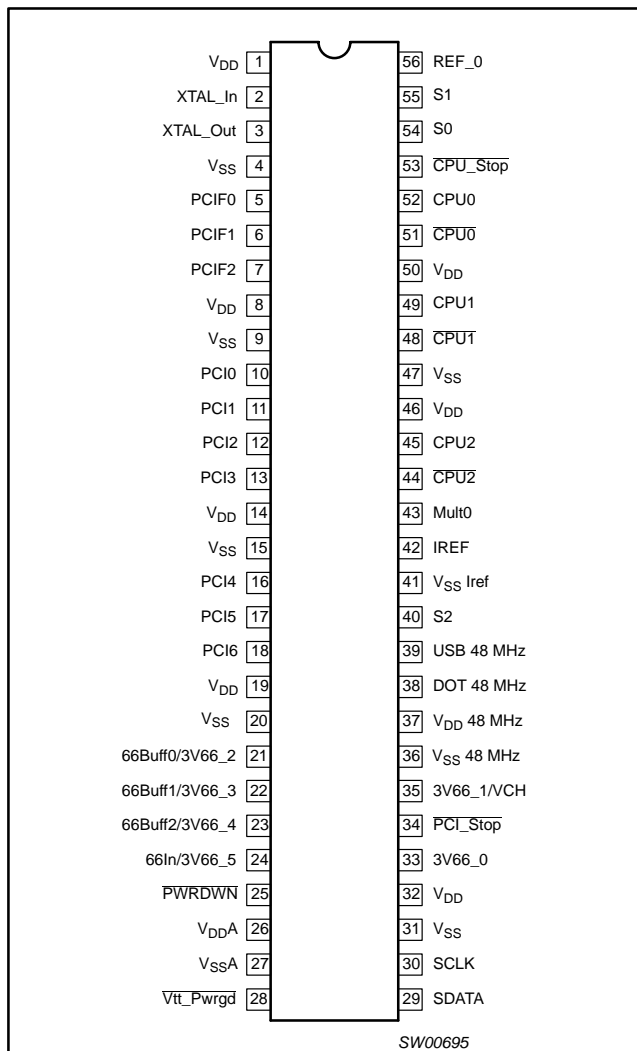 VDD 1 56 REF_0
XTAL_In 2 55 S1
XTAL_Out 3 54 S0
VSS 4 53 CPU_Stop
PCIF0 5 52 CPU0
PCIF1 6 51 CPU0
PCIF2 7 50 VDD
VDD 8 49 CPU1
VSS 9 48 CPU1
PCI0 10 47 VSS
PCI1 11 46 VDD
PCI2 12 45 CPU2
PCI3 13 44 CPU2
VDD 14 43 Mult0
VSS 15 42 IREF
PCI4 16 41 VSS Iref
PCI5 17 40 S2
PCI6 18 39 USB 48 MHz
VDD 19 38 DOT 48 MHz
VSS 20 37 VDD 48 MHz
66Buff0/3V66_2 21 36 VSS 48 MHz
66Buff1/3V66_3 22 35 3V66_1/VCH
66Buff2/3V66_4 23 34 PCI_Stop
66In/3V66_5 24 33 3V66_0
PWRDWN 25 32 VDD
VDDA 26 31 VSS
VSSA 27 30 SCLK
Vtt_Pwrgd 28 29 SDATA
SW00695